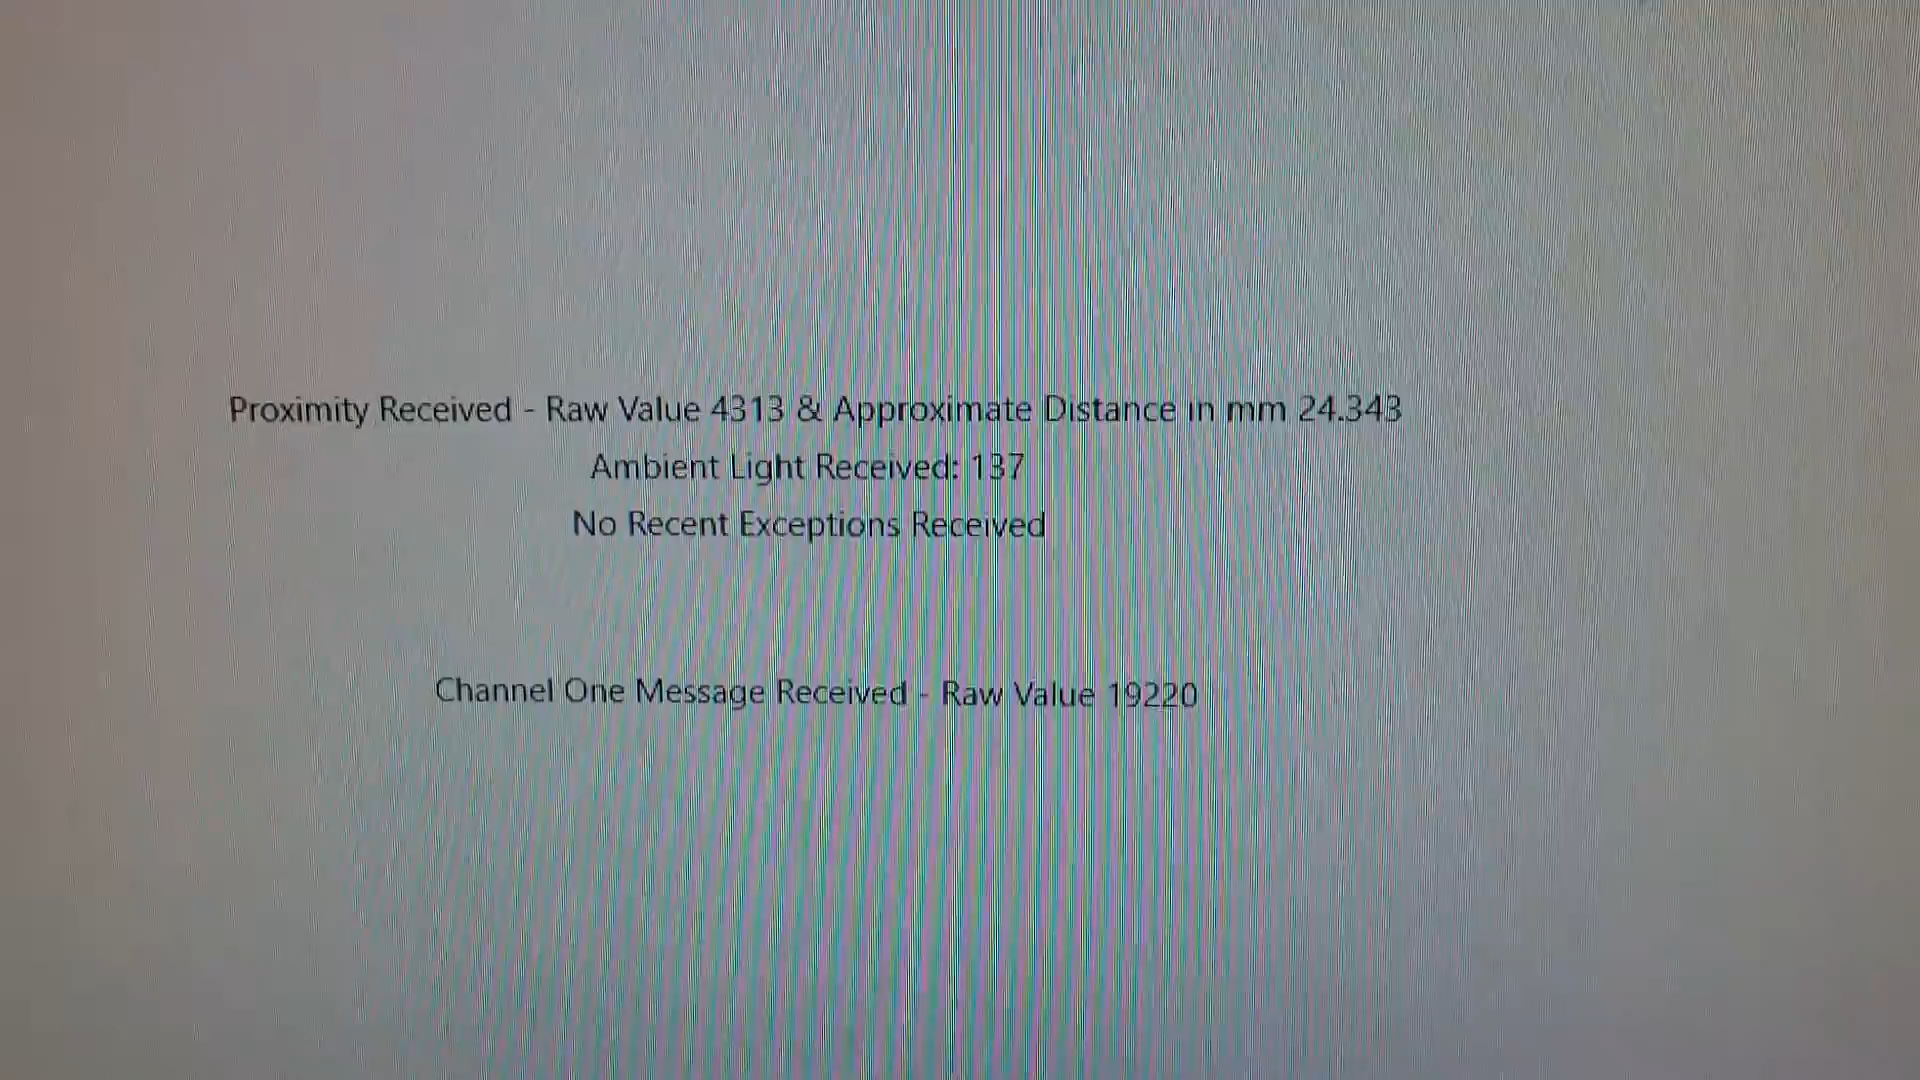 Proximity Received - Raw Value 4313 & Approximate Distance in mm 24.343
Ambient Light Received: 137
No Recent Exceptions Received
Channel One Message Received - Raw Value 19220